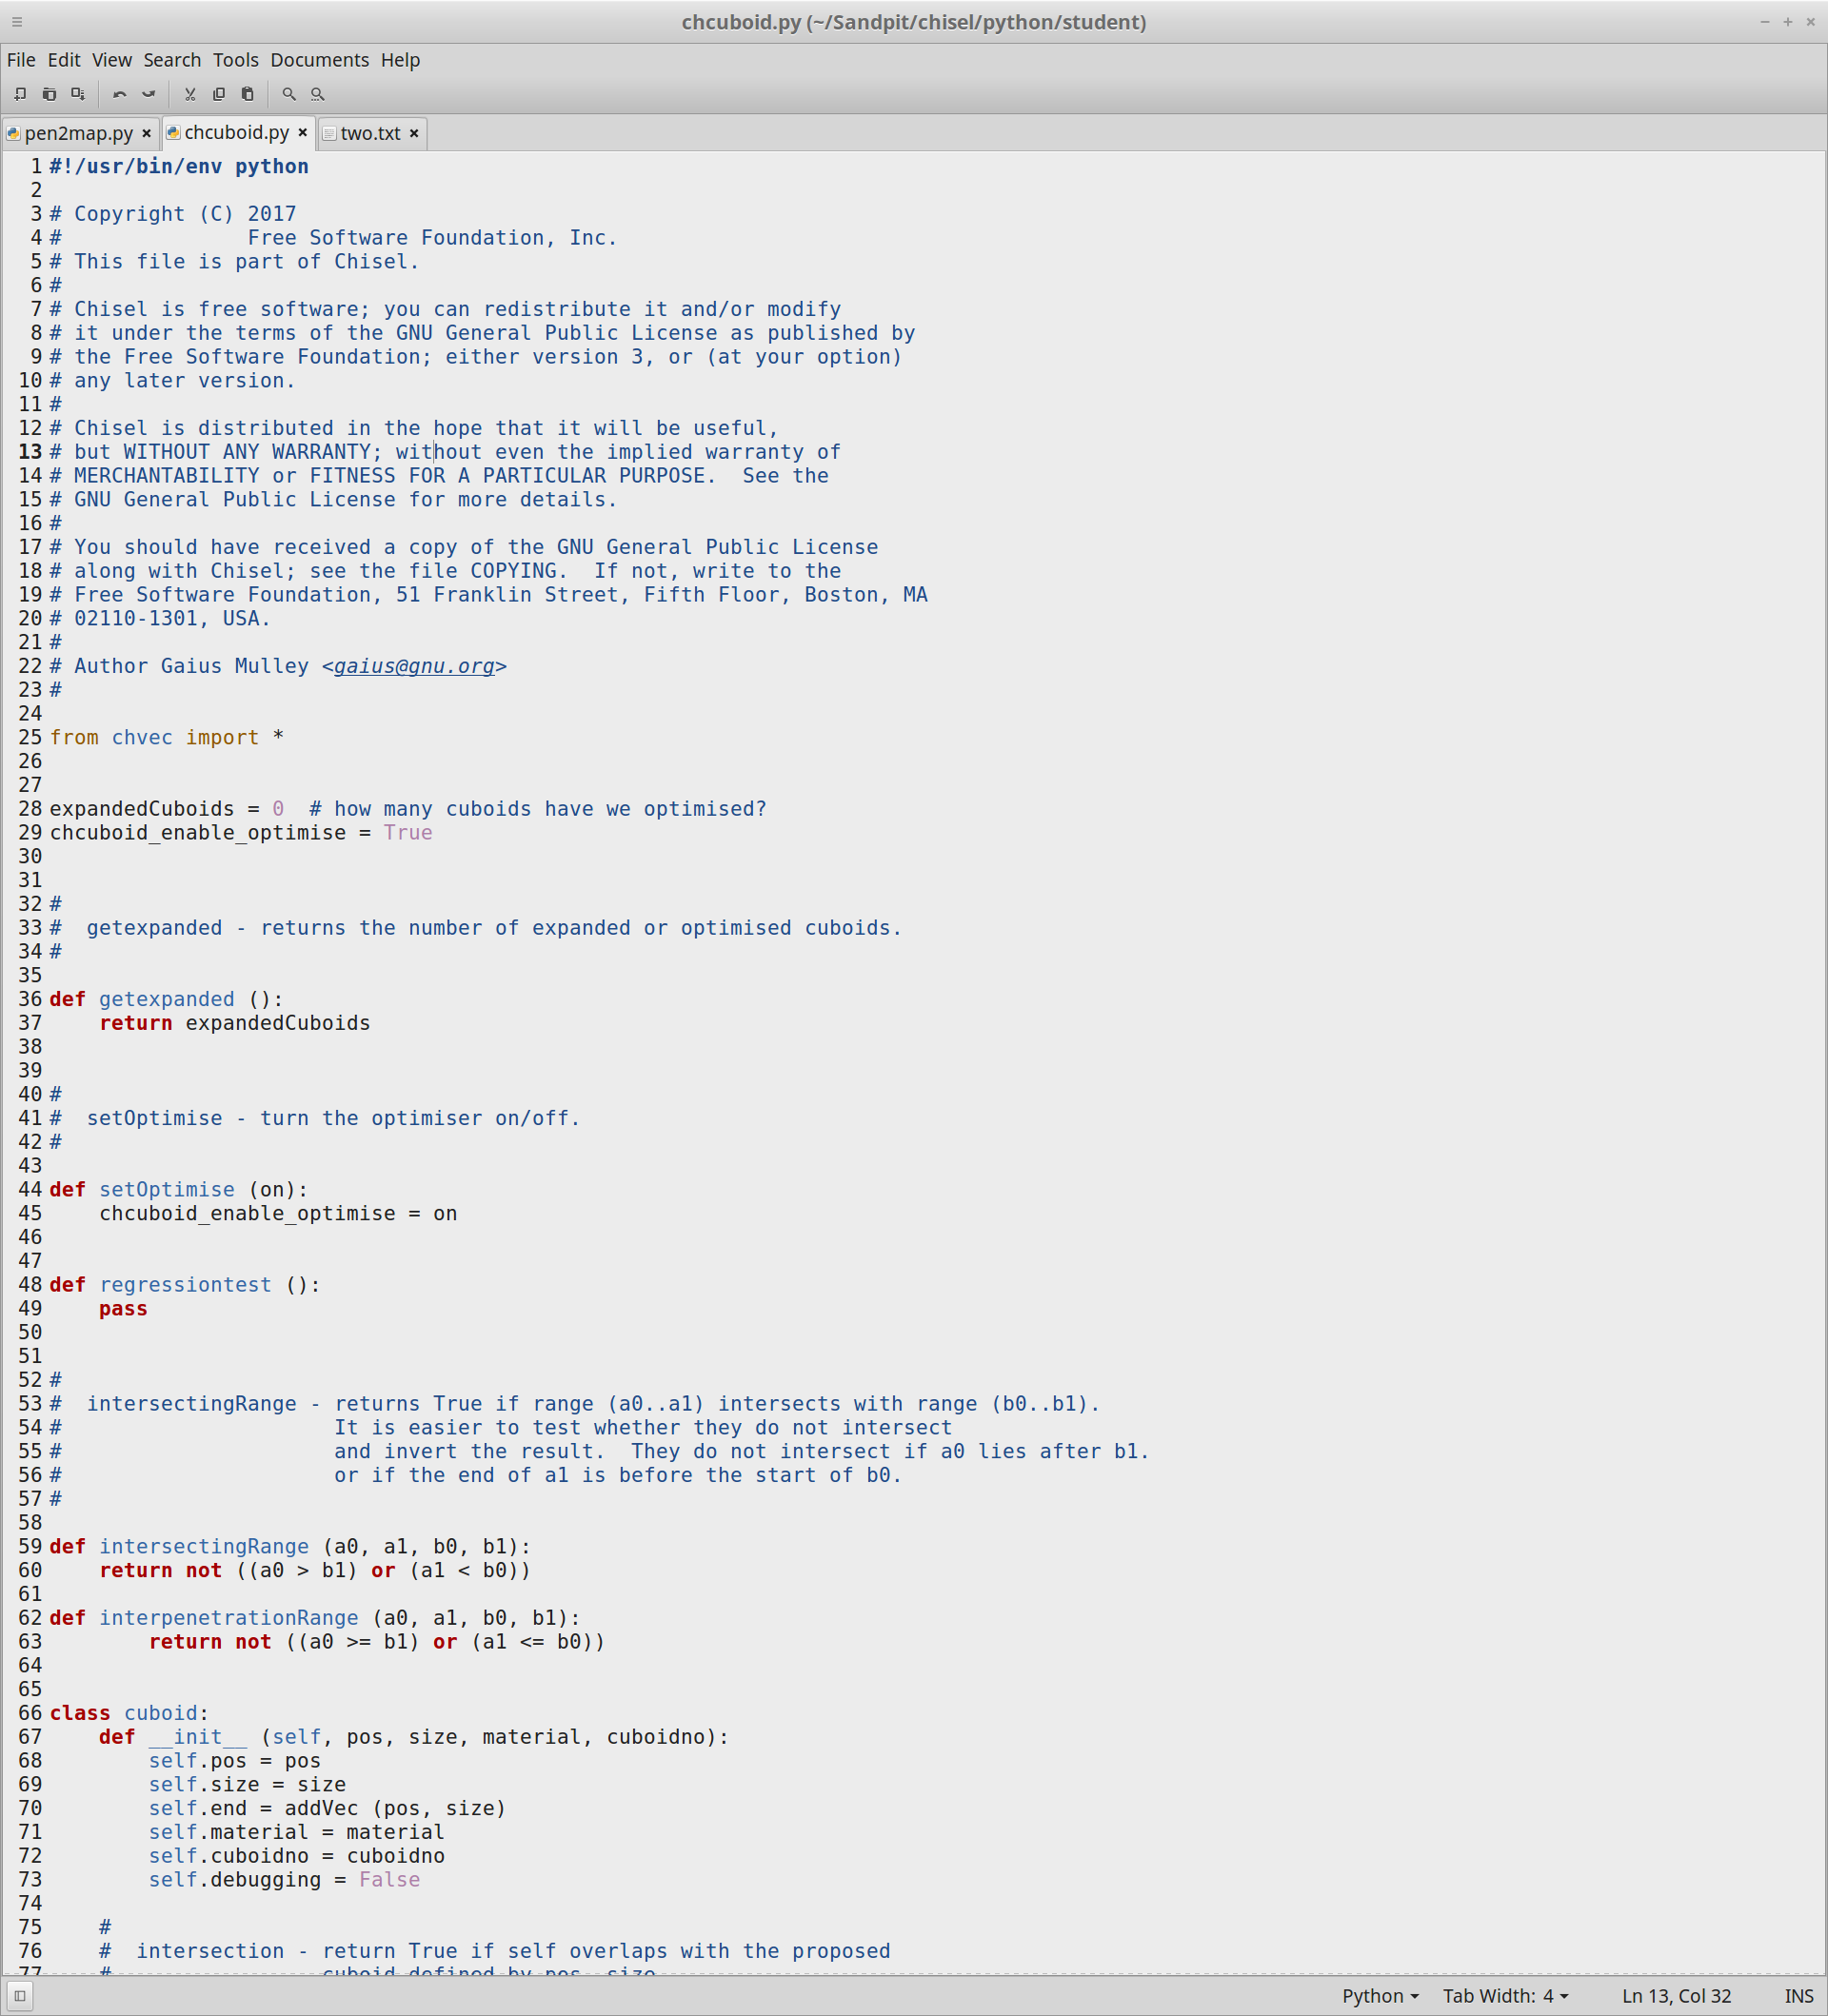 chcuboid.py (~/Sandpit/chisel/python/student)
File Edit View Search Tools Documents Help
pen2map.py × chcuboid.py × two.txt ×
1 #!/usr/bin/env python
2
3 # Copyright (C) 2017
4 #               Free Software Foundation, Inc.
5 # This file is part of Chisel.
6 #
7 # Chisel is free software; you can redistribute it and/or modify
8 # it under the terms of the GNU General Public License as published by
9 # the Free Software Foundation; either version 3, or (at your option)
10 # any later version.
11 #
12 # Chisel is distributed in the hope that it will be useful,
13 # but WITHOUT ANY WARRANTY; without even the implied warranty of
14 # MERCHANTABILITY or FITNESS FOR A PARTICULAR PURPOSE.  See the
15 # GNU General Public License for more details.
16 #
17 # You should have received a copy of the GNU General Public License
18 # along with Chisel; see the file COPYING.  If not, write to the
19 # Free Software Foundation, 51 Franklin Street, Fifth Floor, Boston, MA
20 # 02110-1301, USA.
21 #
22 # Author Gaius Mulley <gaius@gnu.org>
23 #
24
25 from chvec import *
26
27
28 expandedCuboids = 0  # how many cuboids have we optimised?
29 chcuboid_enable_optimise = True
30
31
32 #
33 #  getexpanded - returns the number of expanded or optimised cuboids.
34 #
35
36 def getexpanded ():
37     return expandedCuboids
38
39
40 #
41 #  setOptimise - turn the optimiser on/off.
42 #
43
44 def setOptimise (on):
45     chcuboid_enable_optimise = on
46
47
48 def regressiontest ():
49     pass
50
51
52 #
53 #  intersectingRange - returns True if range (a0..a1) intersects with range (b0..b1).
54 #                      It is easier to test whether they do not intersect
55 #                      and invert the result.  They do not intersect if a0 lies after b1.
56 #                      or if the end of a1 is before the start of b0.
57 #
58
59 def intersectingRange (a0, a1, b0, b1):
60     return not ((a0 > b1) or (a1 < b0))
61
62 def interpenetrationRange (a0, a1, b0, b1):
63         return not ((a0 >= b1) or (a1 <= b0))
64
65
66 class cuboid:
67     def __init__ (self, pos, size, material, cuboidno):
68         self.pos = pos
69         self.size = size
70         self.end = addVec (pos, size)
71         self.material = material
72         self.cuboidno = cuboidno
73         self.debugging = False
74
75     #
76     #  intersection - return True if self overlaps with the proposed
77     #                 cuboid defined by pos, size
Python Tab Width: 4 Ln 13, Col 32 INS